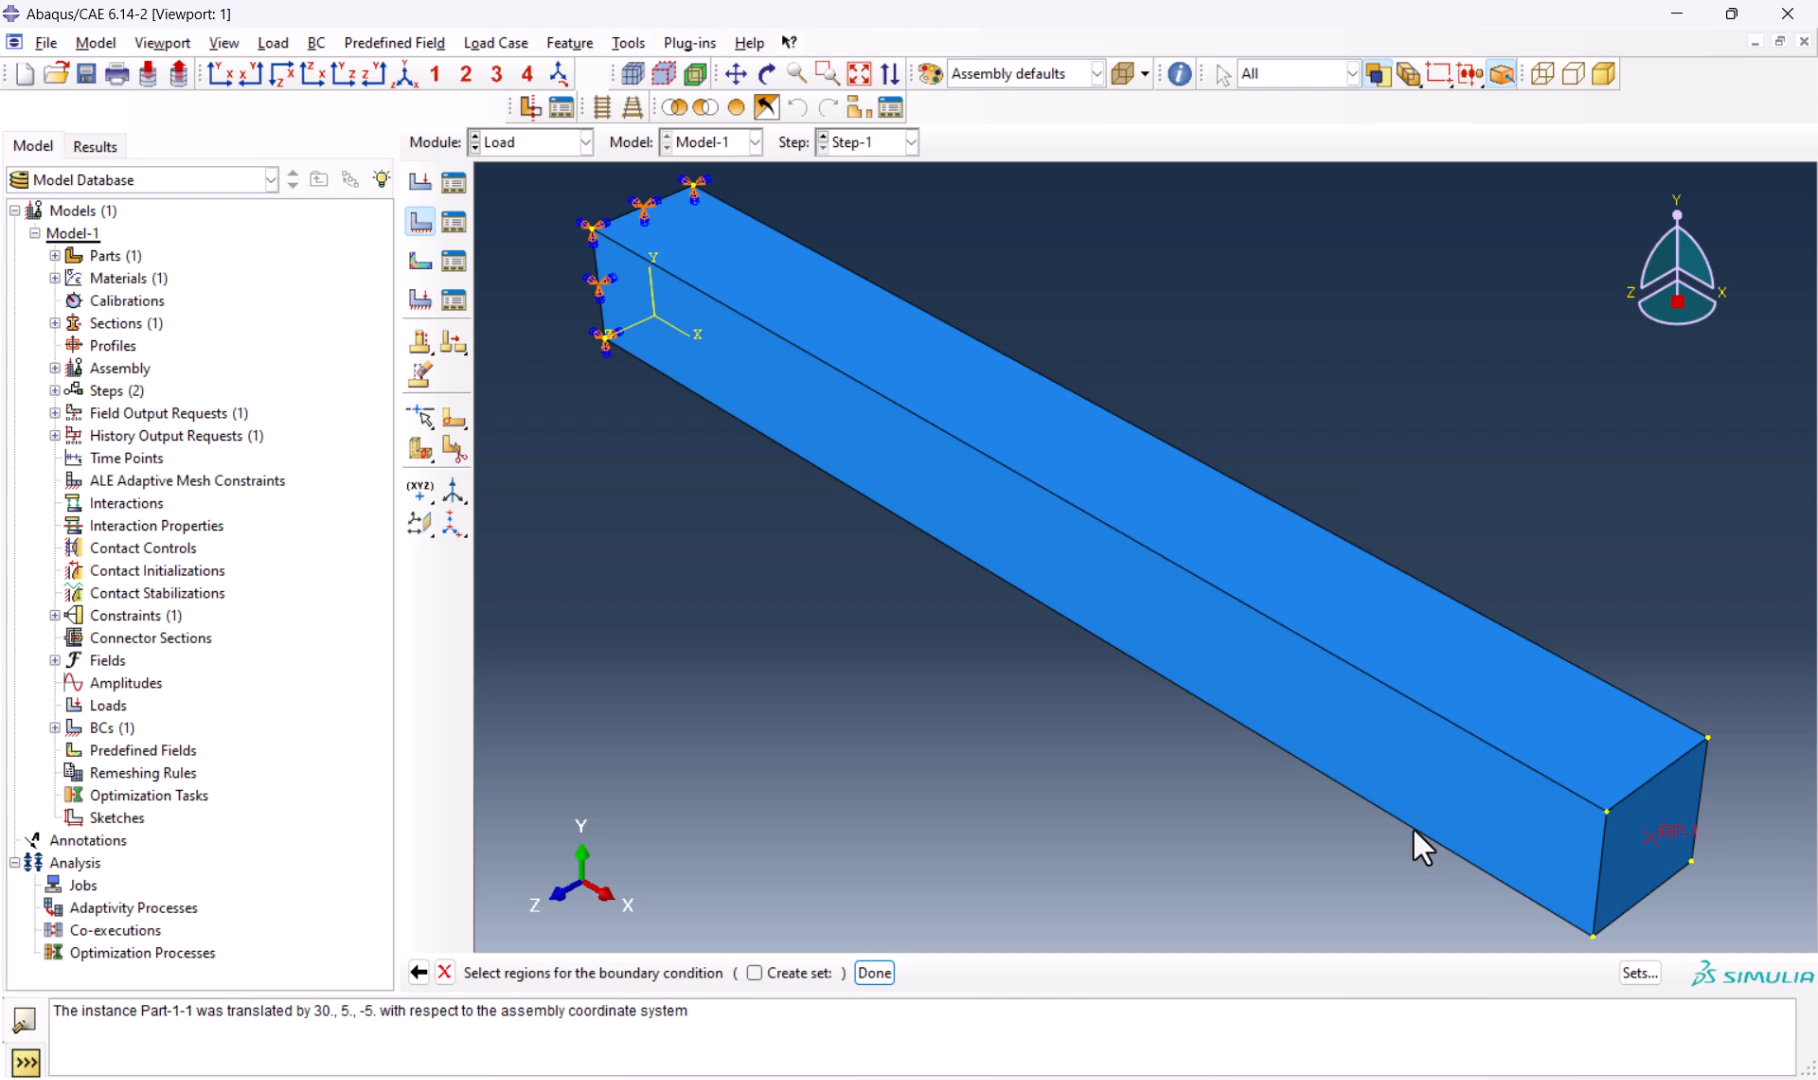 Abaqus/CAE 6.14-2 [Viewport: 1]
File Model Viewport View Load BC Predefined Field Load Case Feature Tools Plug-ins Help
1 2 3 4 Assembly defaults All
Model Results Module: Load Model: Model-1 Step: Step-1
Model Database
Models (1)
Model-1
Parts (1)
Materials (1)
Calibrations
Sections (1)
Profiles
Assembly
Steps (2)
Field Output Requests (1)
History Output Requests (1)
Time Points
ALE Adaptive Mesh Constraints
Interactions
Interaction Properties
Contact Controls
Contact Initializations
Contact Stabilizations
Constraints (1)
Connector Sections
Fields
Amplitudes
Loads
BCs (1)
Predefined Fields
Remeshing Rules
Optimization Tasks
Sketches
Annotations
Analysis
Jobs
Adaptivity Processes
Co-executions
Optimization Processes
(XYZ)
Y
Z
X
Y
X
Y
Z
X
Select regions for the boundary condition ( Create set: ) Done
Sets...
SIMULIA
The instance Part-1-1 was translated by 30., 5., -5. with respect to the assembly coordinate system
>>>